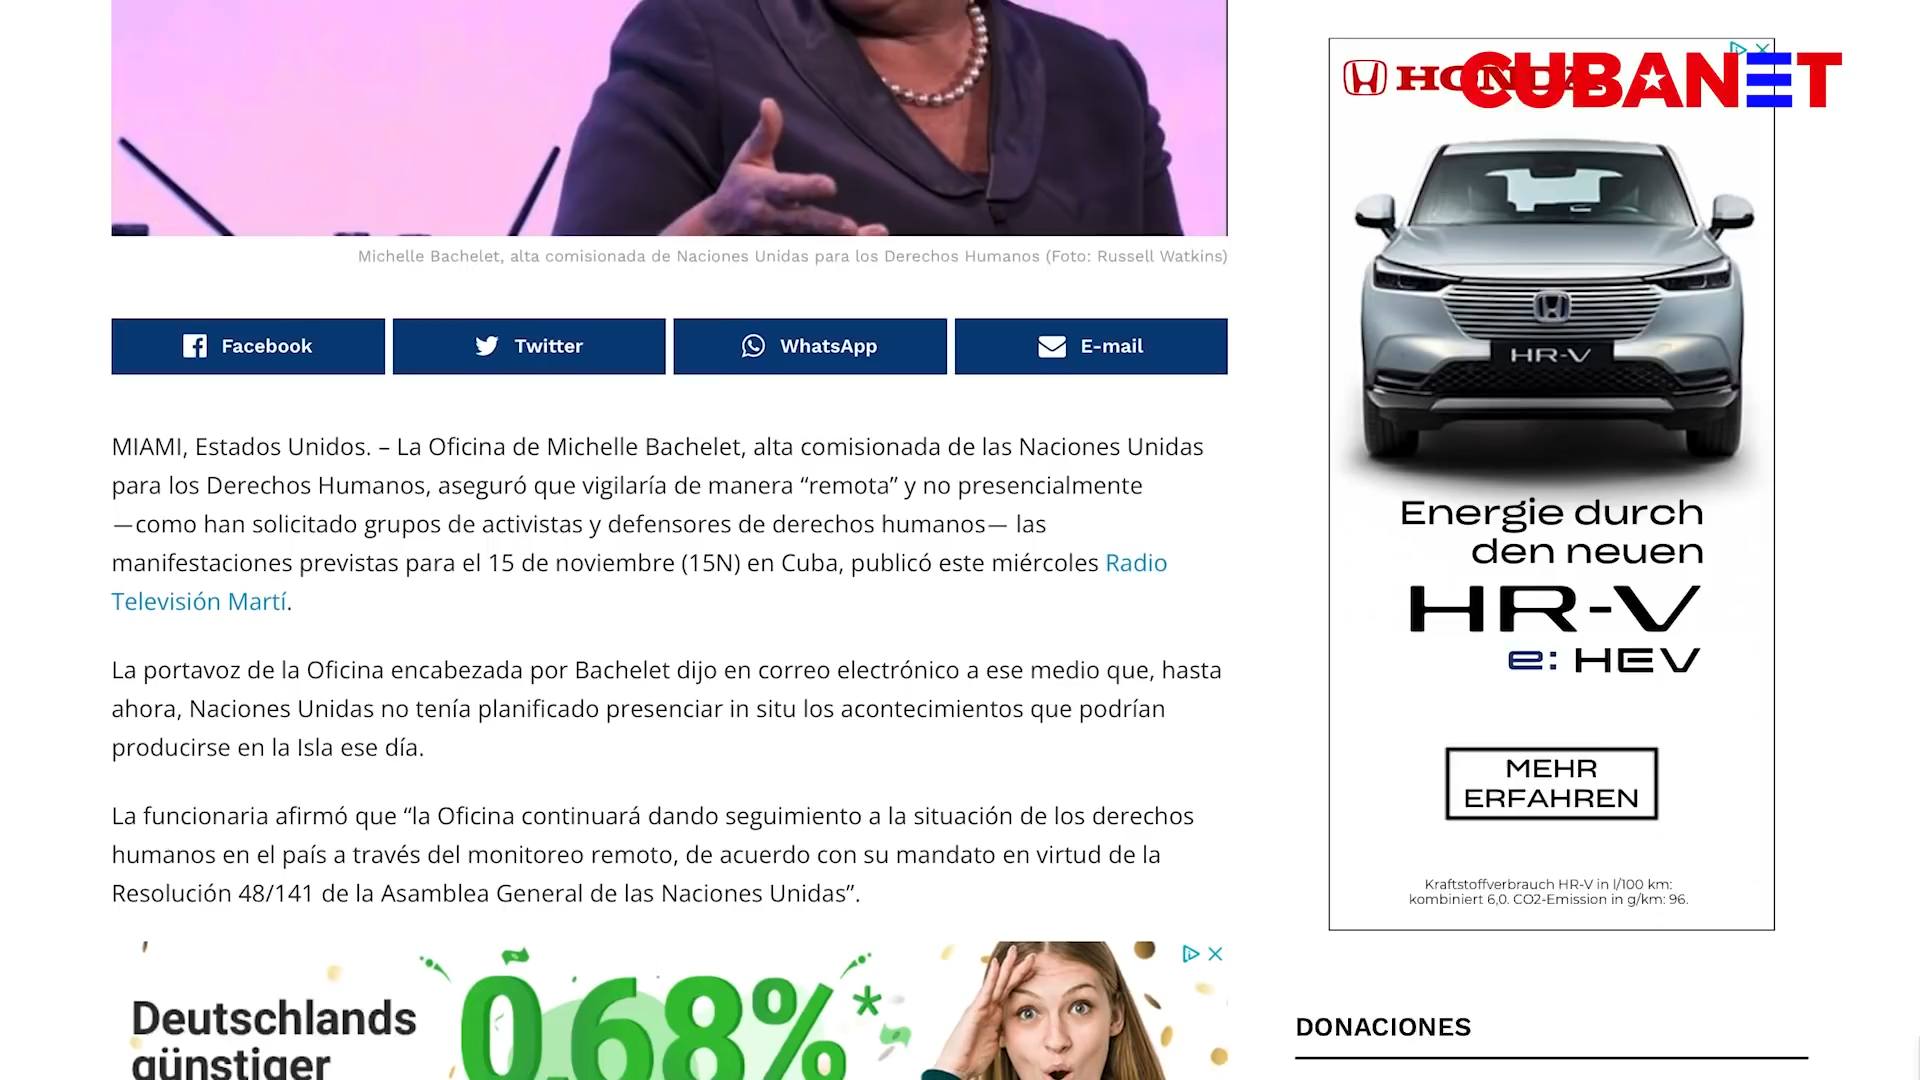 CUBANET
HONDA
Michelle Bachelet, alta comisionada de Naciones Unidas para los Derechos Humanos (Foto: Russell Watkins)
Facebook
Twitter
WhatsApp
E-mail
MIAMI, Estados Unidos. – La Oficina de Michelle Bachelet, alta comisionada de las Naciones Unidas
para los Derechos Humanos, aseguró que vigilaría de manera “remota” y no presencialmente
—como han solicitado grupos de activistas y defensores de derechos humanos— las
manifestaciones previstas para el 15 de noviembre (15N) en Cuba, publicó este miércoles Radio
Televisión Martí.
La portavoz de la Oficina encabezada por Bachelet dijo en correo electrónico a ese medio que, hasta
ahora, Naciones Unidas no tenía planificado presenciar in situ los acontecimientos que podrían
producirse en la Isla ese día.
La funcionaria afirmó que “la Oficina continuará dando seguimiento a la situación de los derechos
humanos en el país a través del monitoreo remoto, de acuerdo con su mandato en virtud de la
Resolución 48/141 de la Asamblea General de las Naciones Unidas”.
Deutschlands
günstiger
0,68%*
HR-V
Energie durch
den neuen
HR-V
e: HEV
MEHR
ERFAHREN
Kraftstoffverbrauch HR-V in l/100 km:
kombiniert 6,0. CO2-Emission in g/km: 96.
DONACIONES